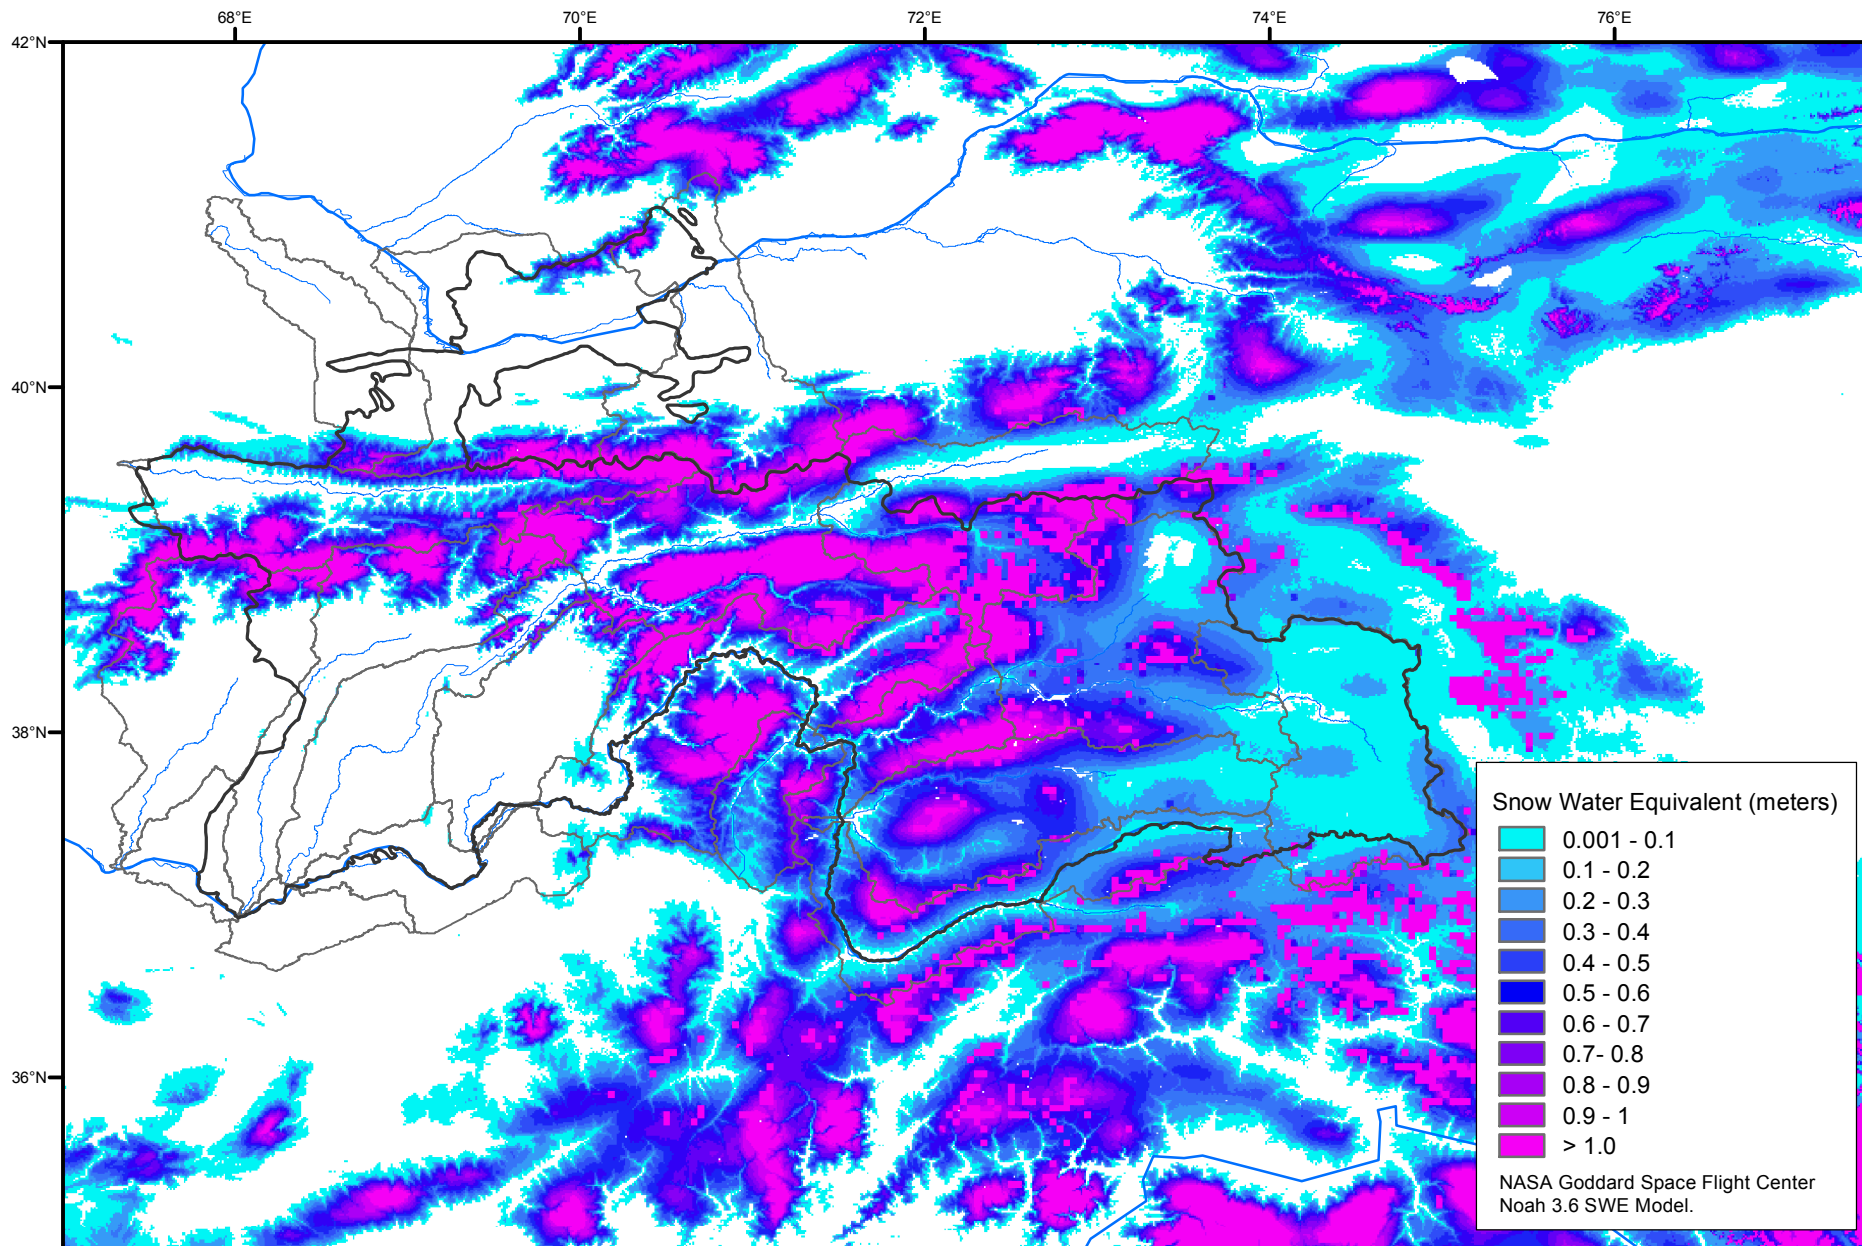 68°E
70°E
72°E
74°E
76°E
42°N
40°N
38°N
36°N
Snow Water Equivalent (meters)
0.001 - 0.1
0.1 - 0.2
0.2 - 0.3
0.3 - 0.4
0.4 - 0.5
0.5 - 0.6
0.6 - 0.7
0.7- 0.8
0.8 - 0.9
0.9 - 1
> 1.0
NASA Goddard Space Flight Center
Noah 3.6 SWE Model.